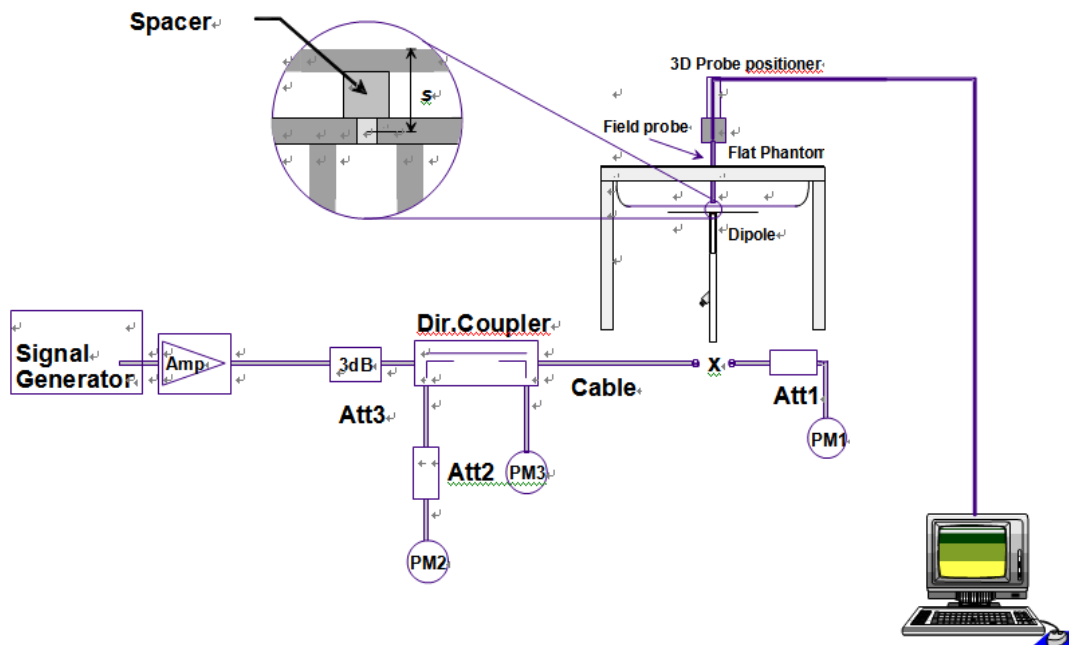 Spacer
s
3D Probe positioner
Field probe
Flat Phantom
Dipole
Signal
Generator
Amp
3dB
Dir.Coupler
Cable
x
Att1
PM1
Att3
Att2
PM3
PM2